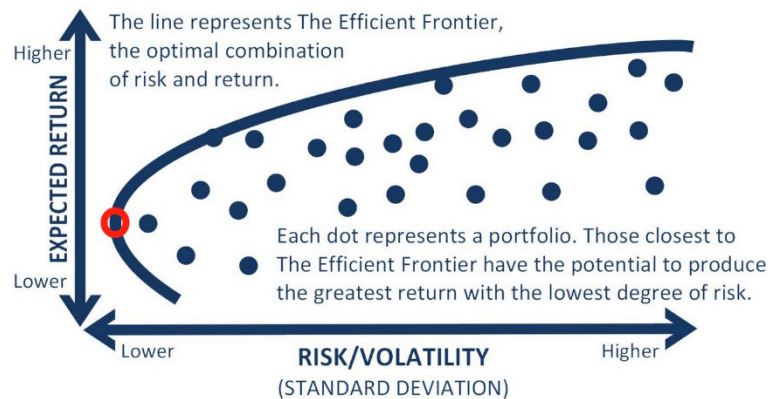 The line represents The Efficient Frontier,
the optimal combination
of risk and return.
Higher
EXPECTED RETURN
Lower
Each dot represents a portfolio. Those closest to
The Efficient Frontier have the potential to produce
the greatest return with the lowest degree of risk.
Lower
RISK/VOLATILITY
Higher
(STANDARD DEVIATION)